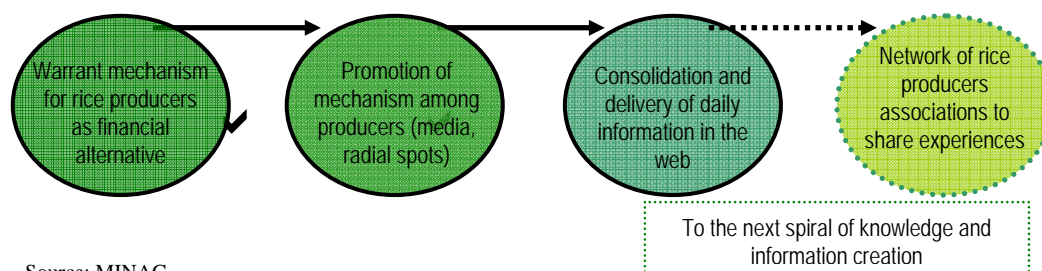 Warrant mechanism
for rice producers
as financial
alternative
Promotion of
mechanism among
producers (media,
radial spots)
Consolidation and
delivery of daily
information in the
web
Network of rice
producers
associations to
share experiences
To the next spiral of knowledge and
information creation
Source: MINAG